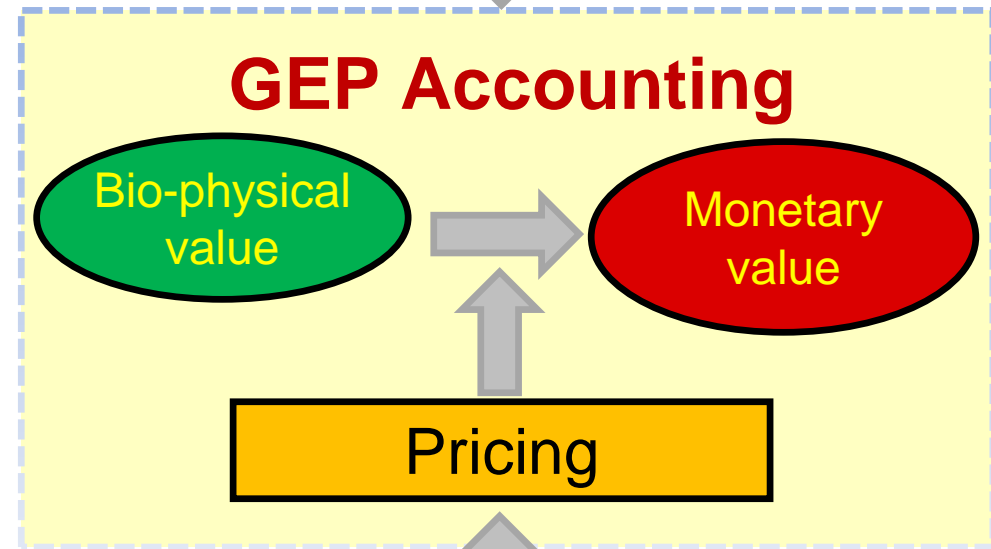 GEP Accounting
Bio-physical
value
Monetary
value
Pricing